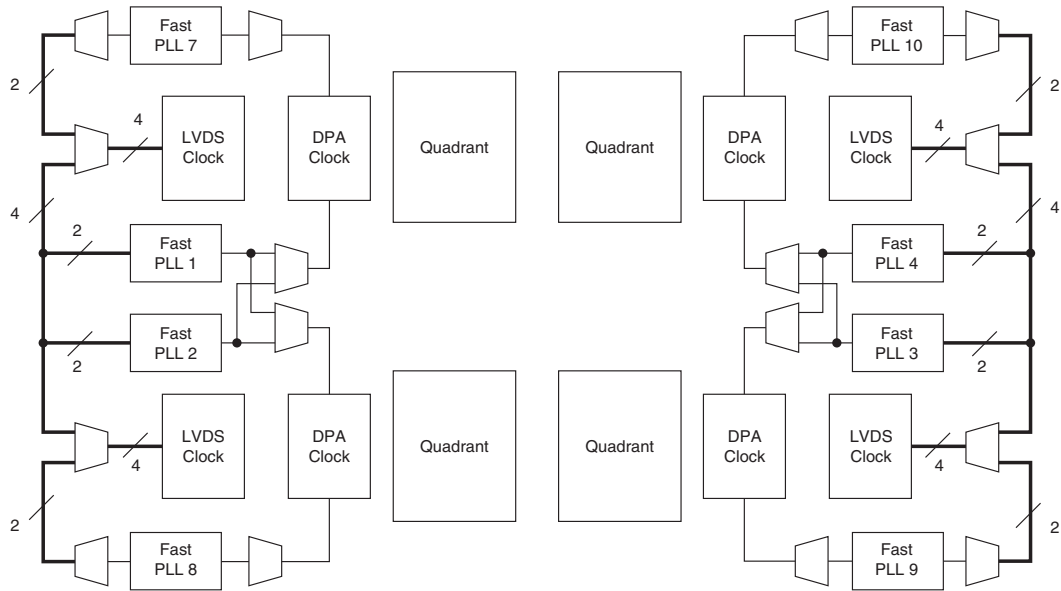 Fast
PLL 7
Fast
PLL 10
2
2
4
LVDS
Clock
DPA
Clock
Quadrant
Quadrant
DPA
Clock
LVDS
Clock
4
4
2
Fast
PLL 1
Fast
PLL 4
2
4
2
Fast
PLL 2
Fast
PLL 3
2
4
LVDS
Clock
DPA
Clock
Quadrant
Quadrant
DPA
Clock
LVDS
Clock
4
2
2
Fast
PLL 8
Fast
PLL 9